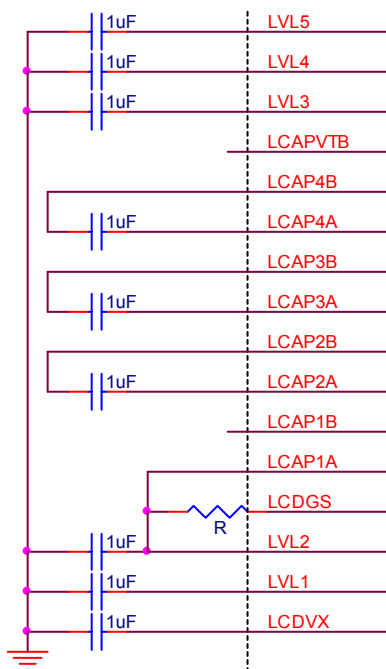 1uF LVL5
1uF LVL4
1uF LVL3
LCAPVTB
LCAP4B
1uF LCAP4A
LCAP3B
1uF LCAP3A
LCAP2B
1uF LCAP2A
LCAP1B
LCAP1A
LCDGS
R
1uF LVL2
1uF LVL1
1uF LCDVX